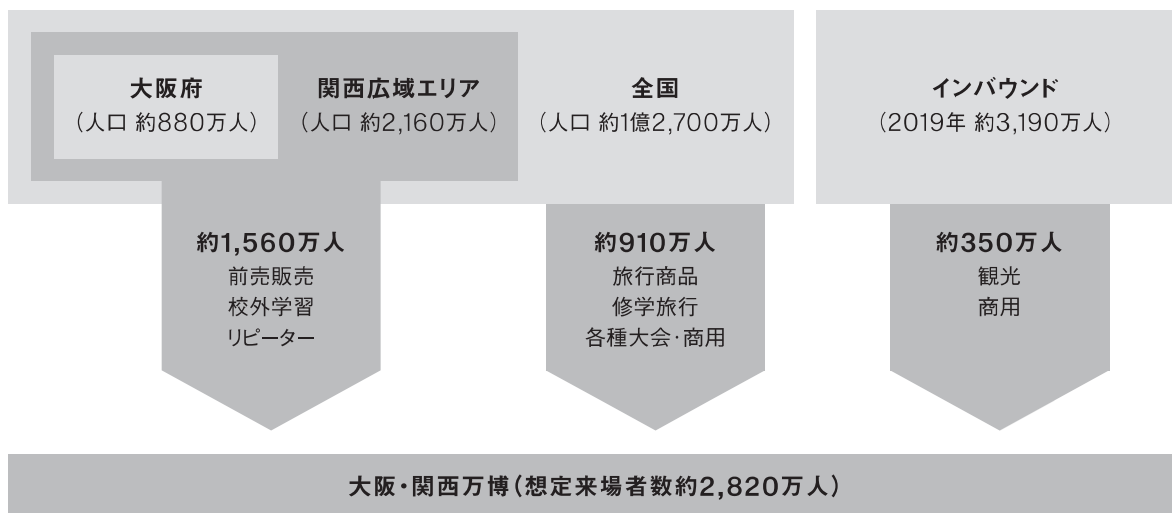 大阪府
（人口 約880万人）
関西広域エリア
（人口 約2,160万人）
全国
（人口 約1億2,700万人）
インバウンド
（2019年 約3,190万人）
約1,560万人
前売販売
校外学習
リピーター
約910万人
旅行商品
修学旅行
各種大会・商用
約350万人
観光
商用
大阪・関西万博（想定来場者数約2,820万人）